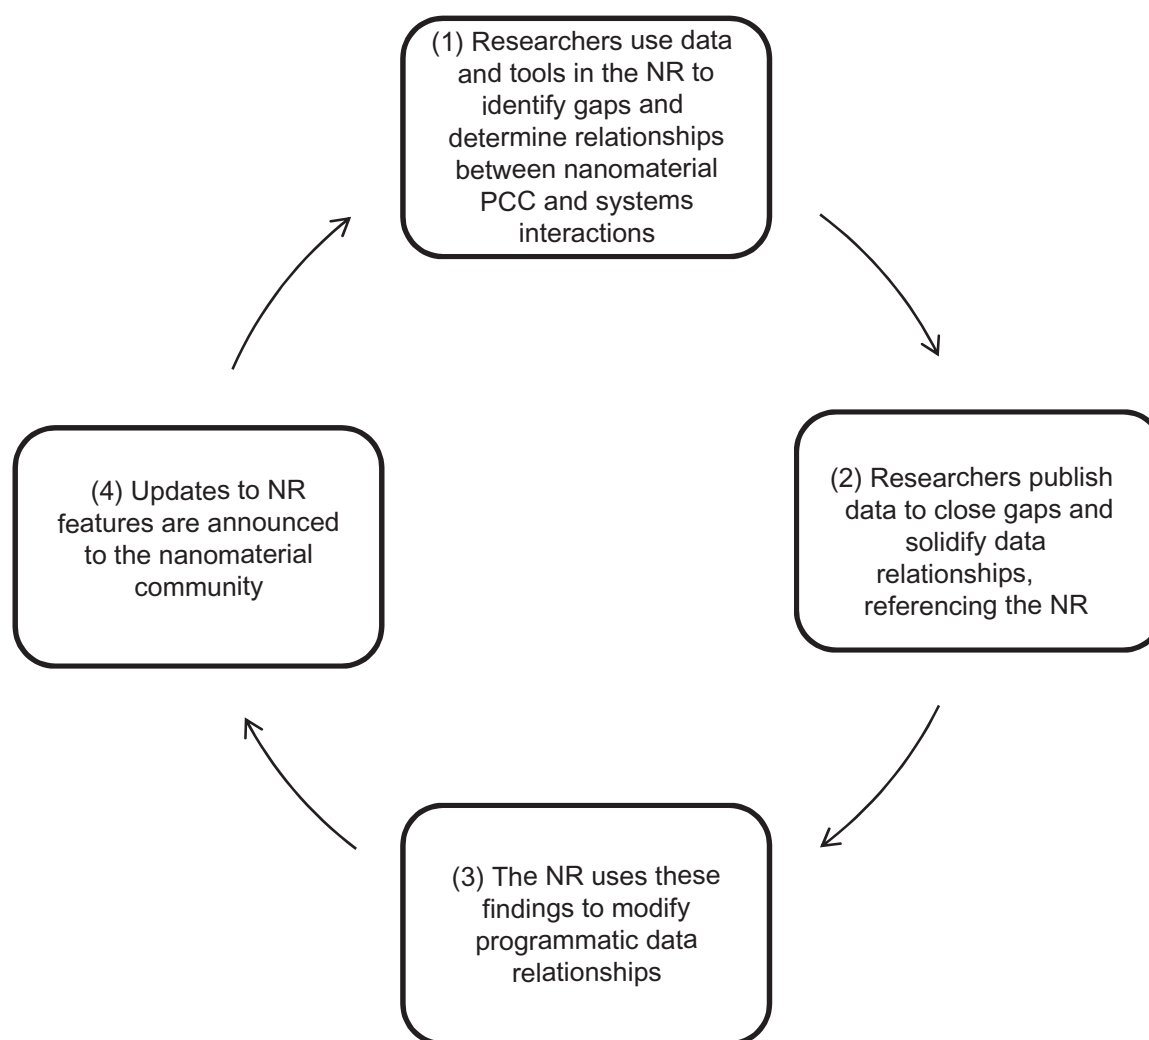 (1) Researchers use data
and tools in the NR to
identify gaps and
determine relationships
between nanomaterial
PCC and systems
interactions
(2) Researchers publish
data to close gaps and
solidify data
relationships,
referencing the NR
(3) The NR uses these
findings to modify
programmatic data
relationships
(4) Updates to NR
features are announced
to the nanomaterial
community